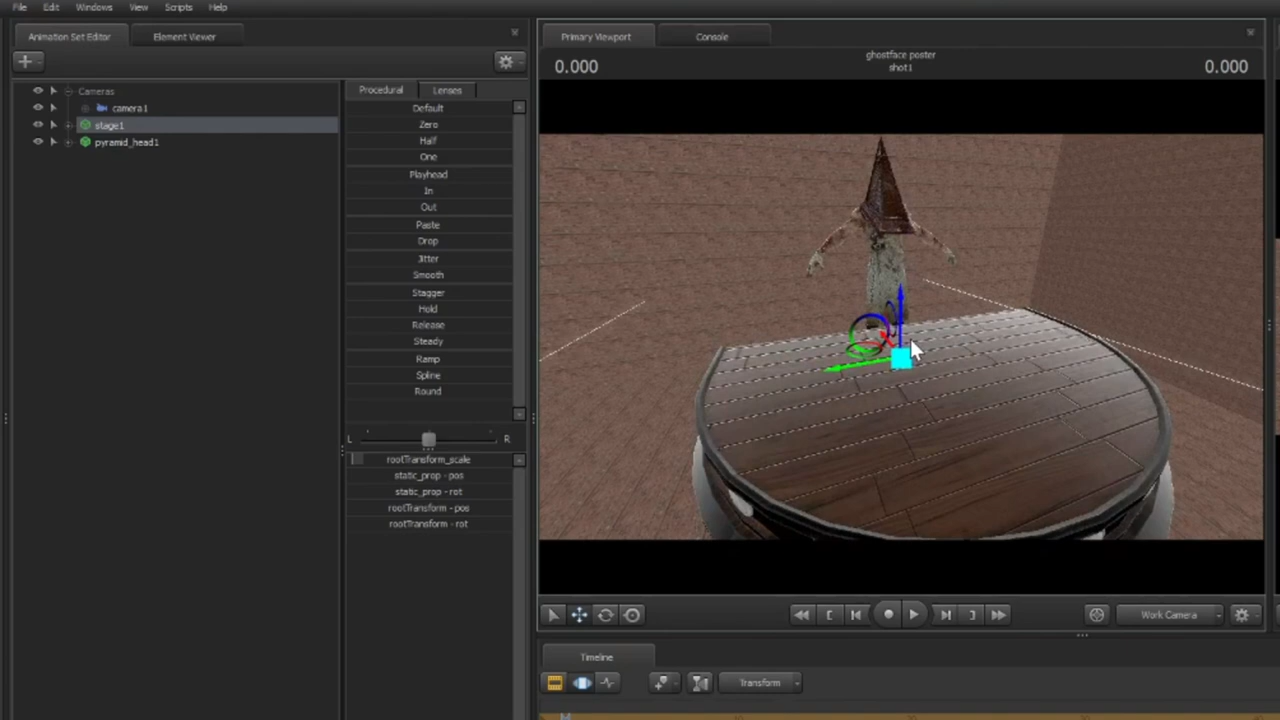 File Edit Windows View Scripts Help
Animation Set Editor Element Viewer
Cameras
camera1
stage1
pyramid_head1
Procedural Lenses
Default
Zero
Half
One
Playhead
In
Out
Paste
Drop
Jitter
Smooth
Stagger
Hold
Release
Steady
Ramp
Spline
Round
L R
rootTransform_scale
static_prop - pos
static_prop - rot
rootTransform - pos
rootTransform - rot
Primary Viewport Console
0.000 ghostface poster 0.000
shot1
Work Camera
Timeline
Transform